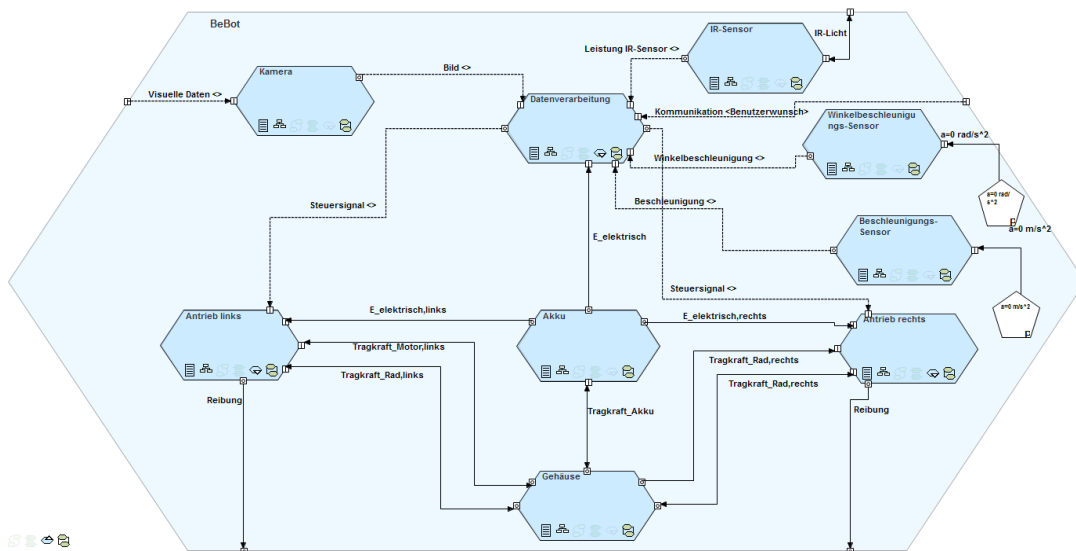 BeBot
IR-Sensor
IR-Licht
Leistung IR-Sensor <>
Kamera
Bild <>
Visuelle Daten <>
Datenverarbeitung
Kommunikation <Benutzerwunsch>
Winkelbeschleunigu
ngs-Sensor
a=0 rad/s^2
Winkelbeschleunigung <>
a=0 rad/
s^2
Steuersignal <>
Beschleunigung <>
Beschleunigungs-
Sensor
a=0 m/s^2
E_elektrisch
Steuersignal <>
a=0 m/s^2
Antrieb links
E_elektrisch,links
Akku
E_elektrisch,rechts
Antrieb rechts
Tragkraft_Motor,links
Tragkraft_Rad,rechts
Tragkraft_Rad,links
Tragkraft_Rad,rechts
Reibung
Tragkraft_Akku
Reibung
Gehäuse